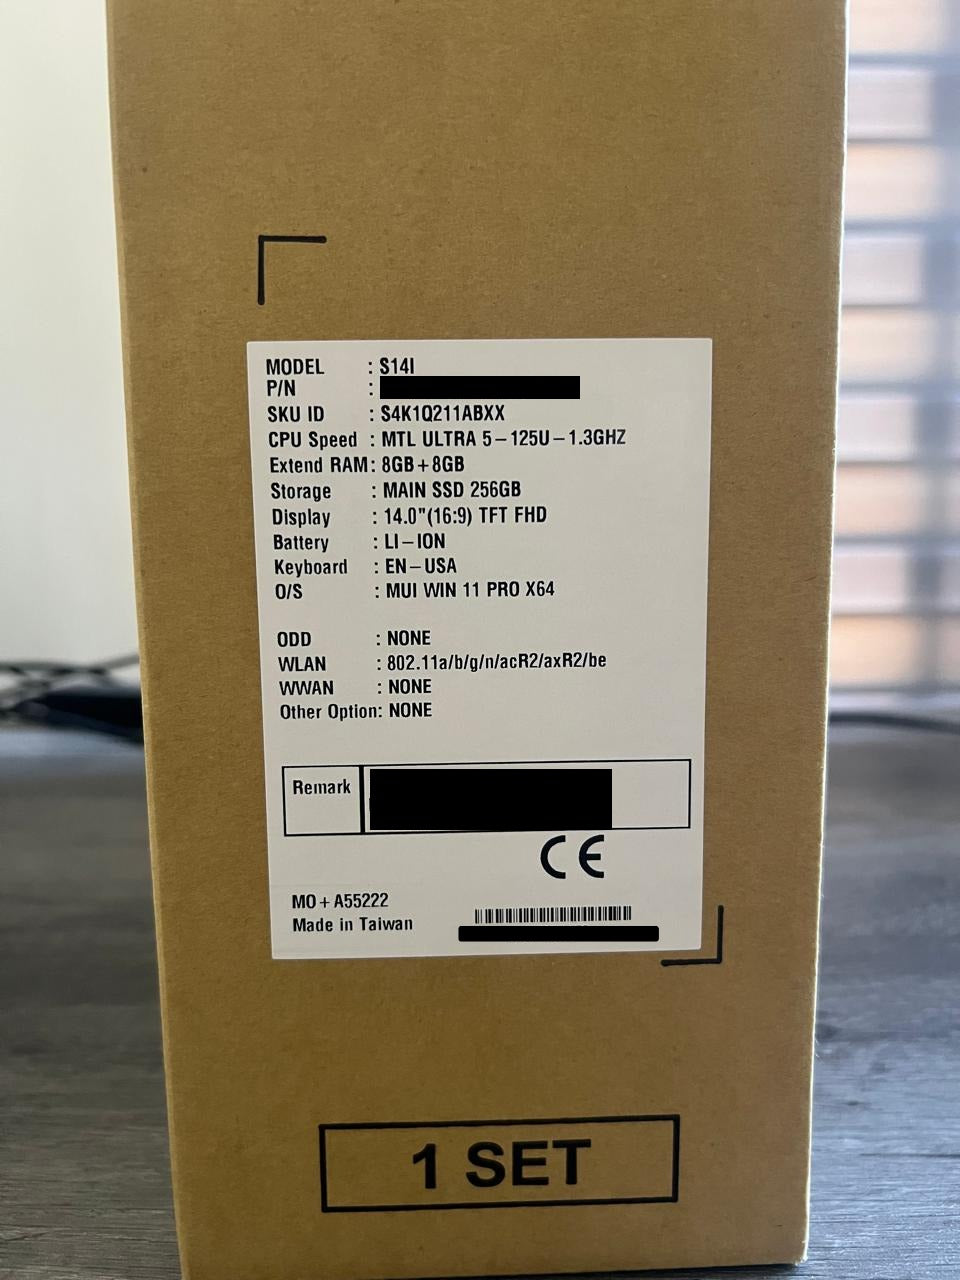 MODEL : S14I
P/N :
SKU ID : S4K1Q211ABXX
CPU Speed : MTL ULTRA 5-125U-1.3GHZ
Extend RAM: 8GB+8GB
Storage : MAIN SSD 256GB
Display : 14.0"(16:9) TFT FHD
Battery : LI-ION
Keyboard : EN-USA
O/S : MUI WIN 11 PRO X64
ODD : NONE
WLAN : 802.11a/b/g/n/acR2/axR2/be
WWAN : NONE
Other Option: NONE
Remark
CE
MO+A55222
Made in Taiwan
1 SET